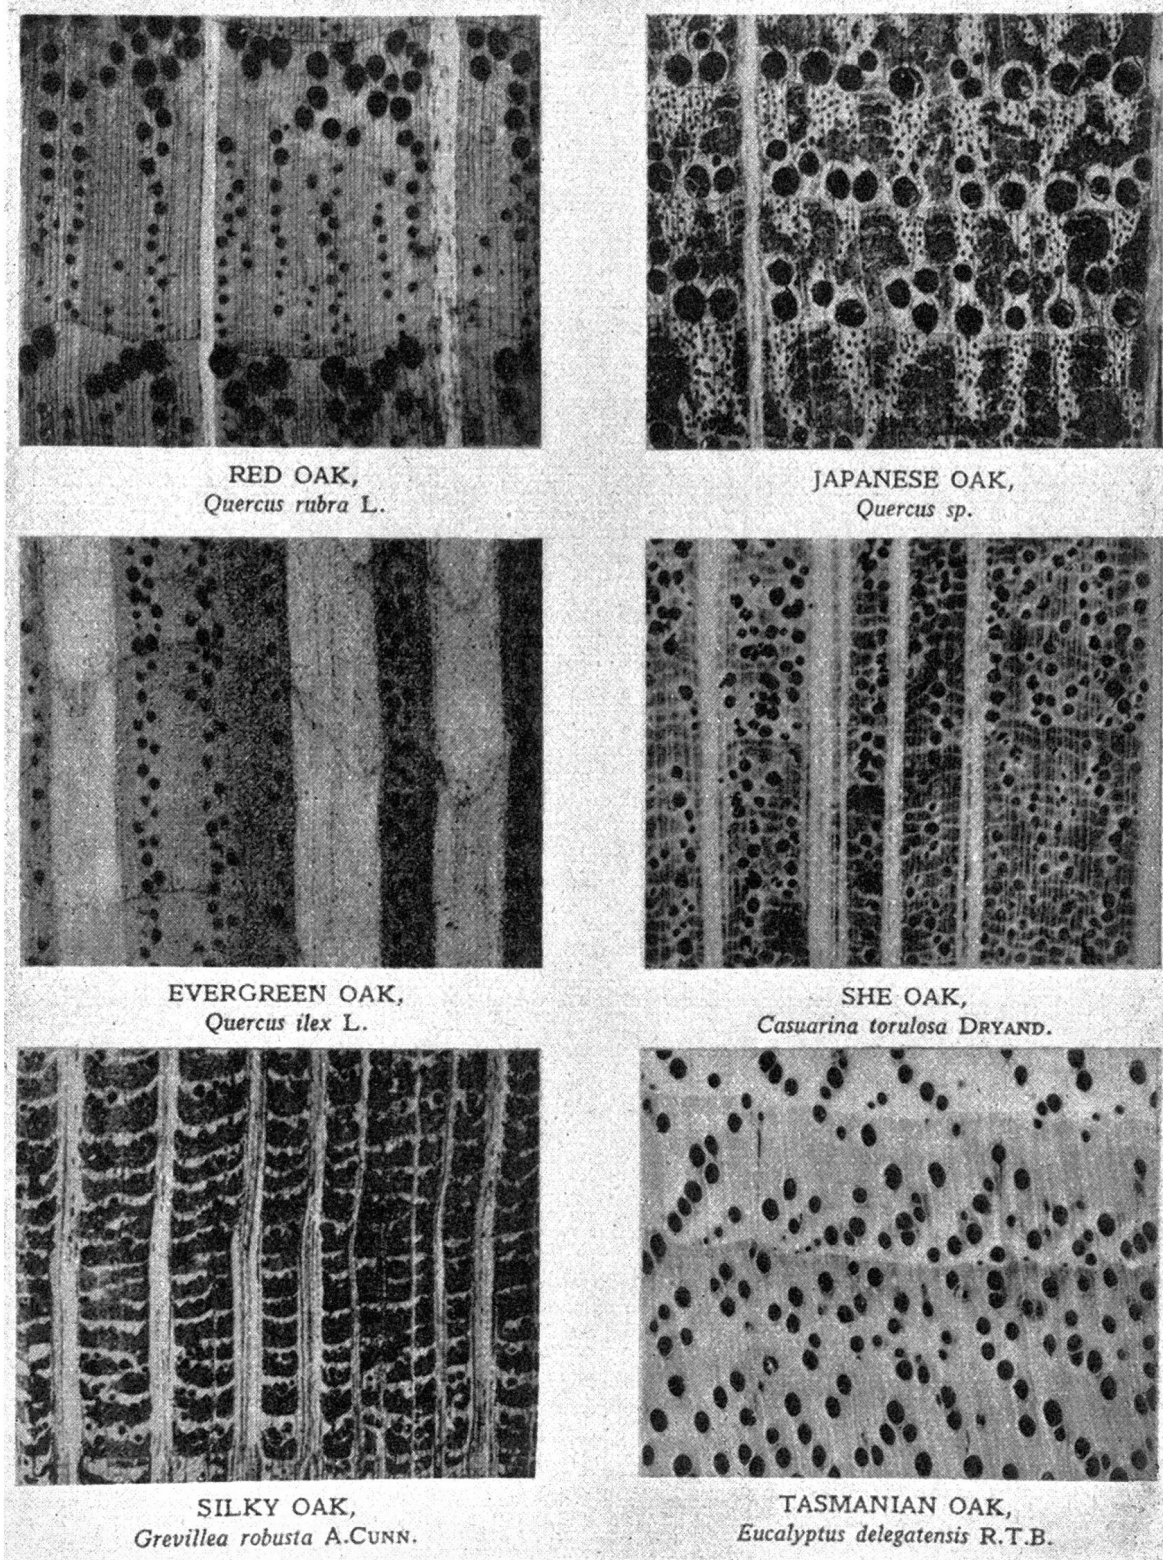 RED OAK,
Quercus rubra L.
JAPANESE OAK,
Quercus sp.
EVERGREEN OAK,
Quercus ilex L.
SHE OAK,
Casuarina torulosa DRYAND.
SILKY OAK,
Grevillea robusta A.CUNN.
TASMANIAN OAK,
Eucalyptus delegatensis R.T.B.